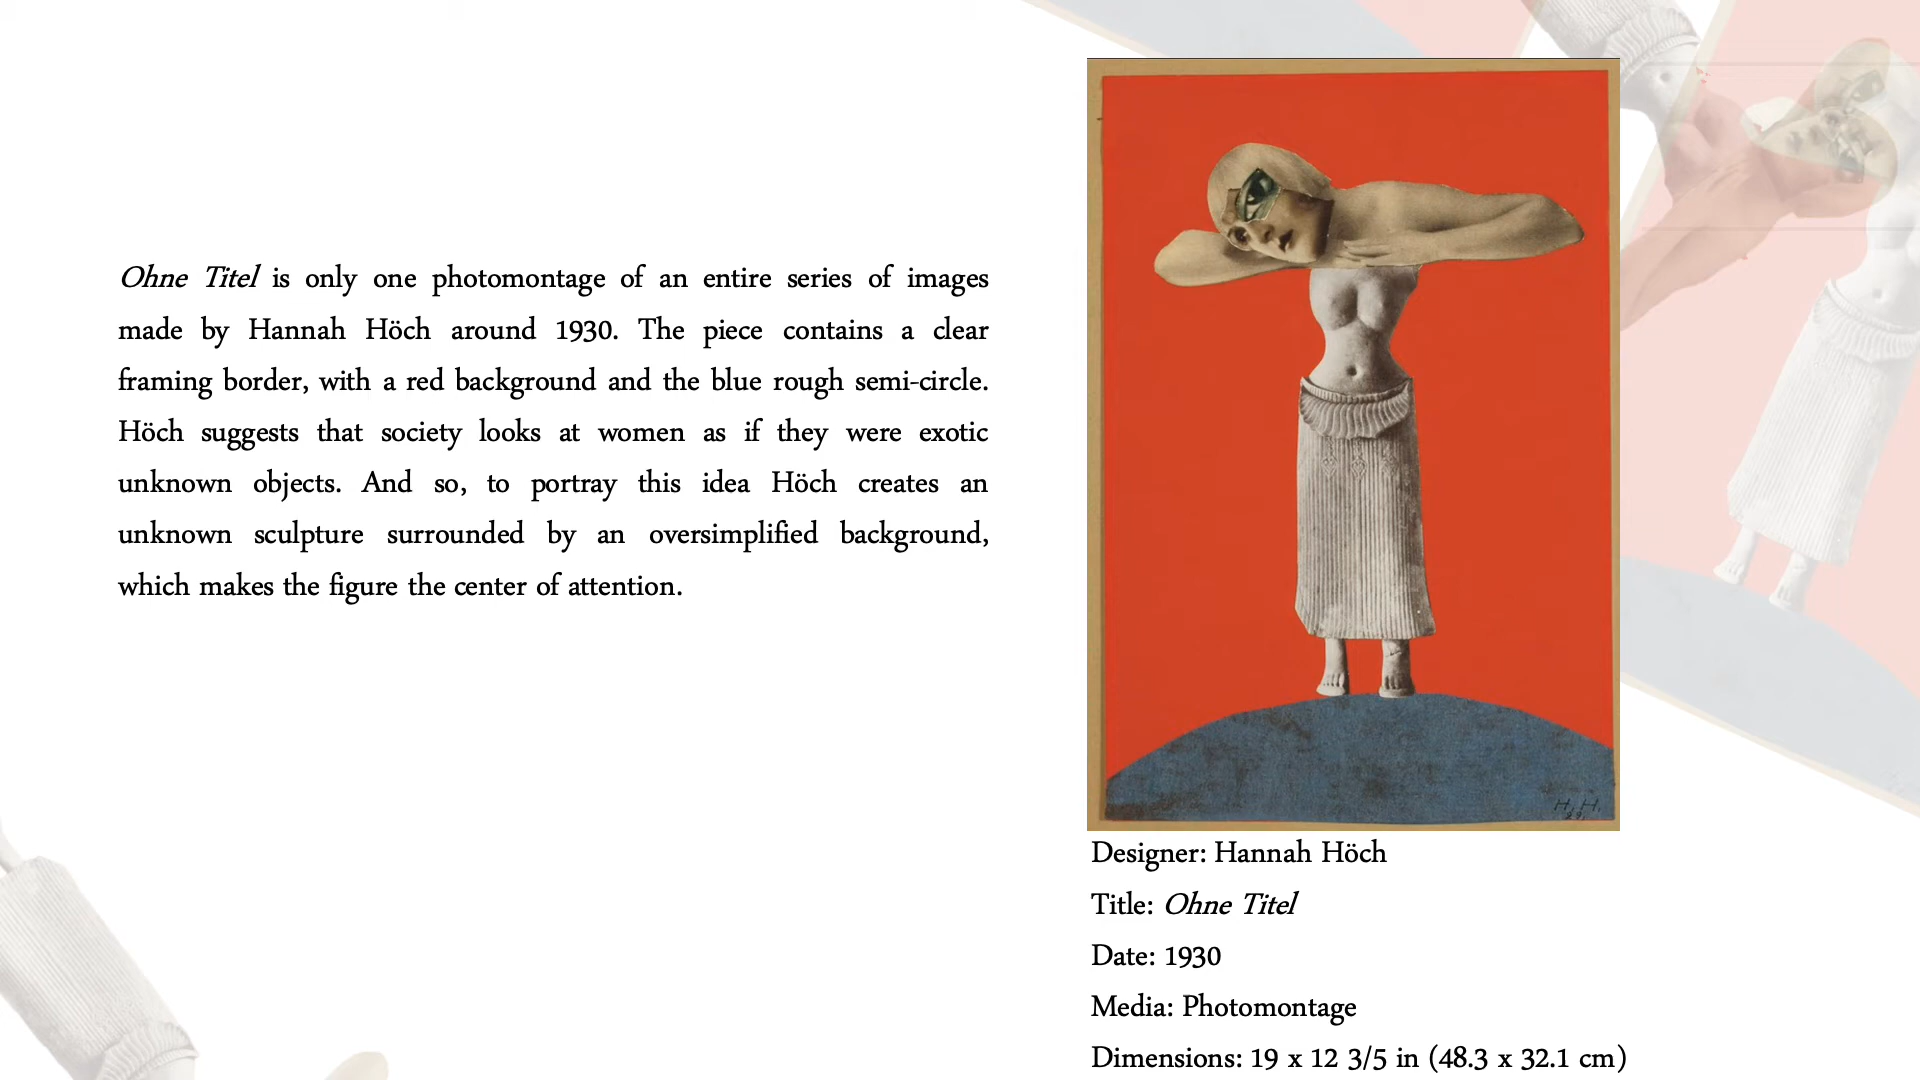 Ohne Titel is only one photomontage of an entire series of images
made by Hannah Höch around 1930. The piece contains a clear
framing border, with a red background and the blue rough semi-circle.
Höch suggests that society looks at women as if they were exotic
unknown objects. And so, to portray this idea Höch creates an
unknown sculpture surrounded by an oversimplified background,
which makes the figure the center of attention.
H. H.
Designer: Hannah Höch
Title: Ohne Titel
Date: 1930
Media: Photomontage
Dimensions: 19 x 12 3/5 in (48.3 x 32.1 cm)